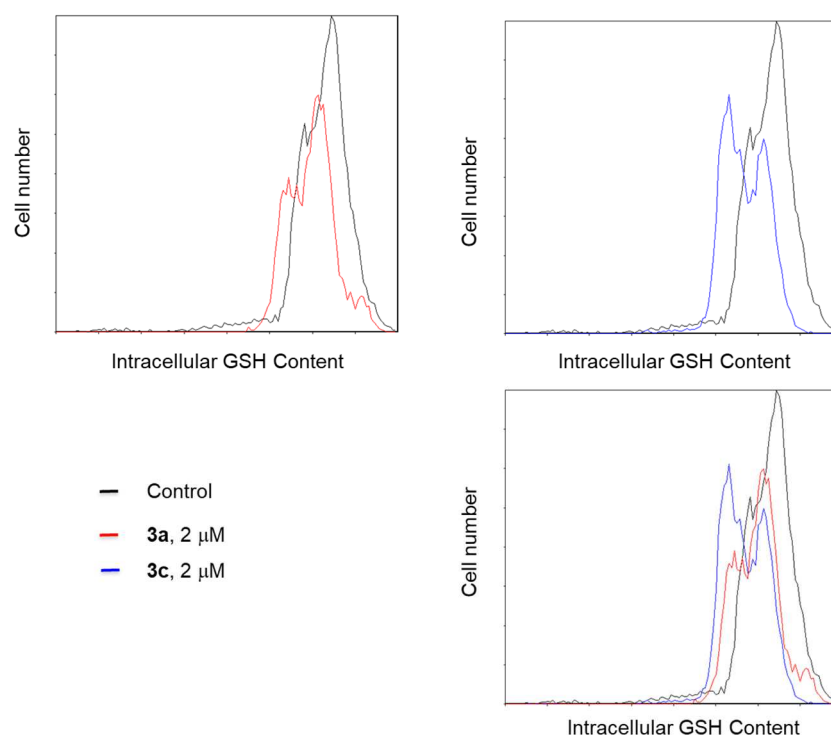 Cell number
Intracellular GSH Content
Cell number
Intracellular GSH Content
Control
3a, 2 μM
3c, 2 μM
Cell number
Intracellular GSH Content